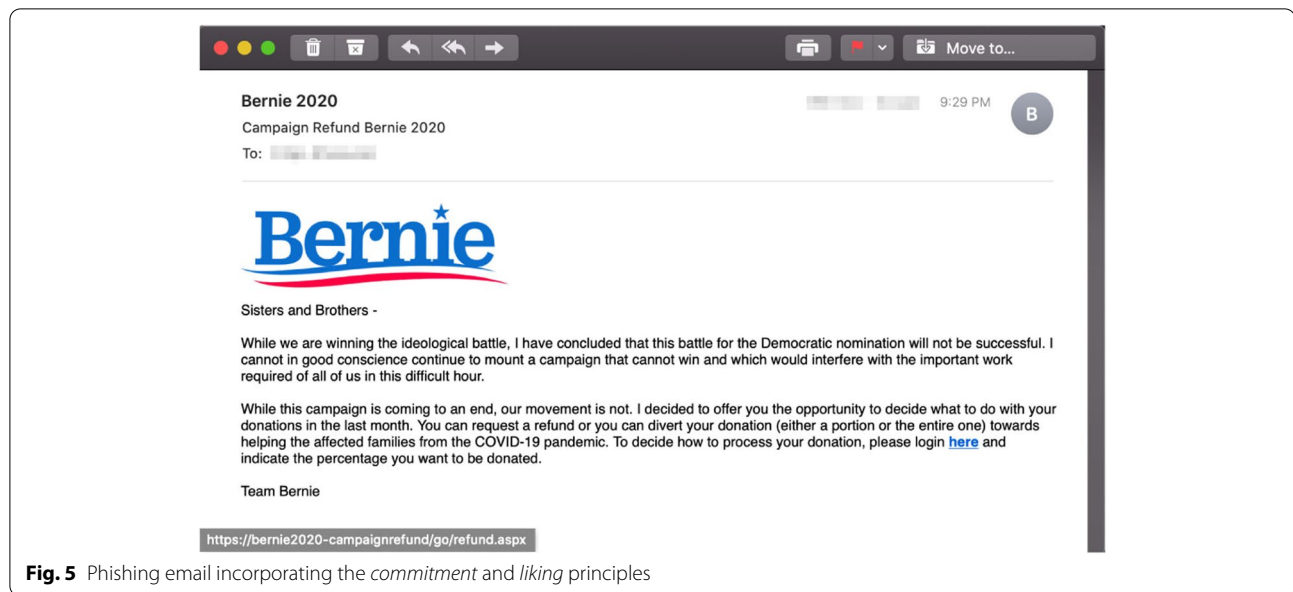 Move to...
Bernie 2020
9:29 PM
B
Campaign Refund Bernie 2020
To:
Bernie
Sisters and Brothers -
While we are winning the ideological battle, I have concluded that this battle for the Democratic nomination will not be successful. I
cannot in good conscience continue to mount a campaign that cannot win and which would interfere with the important work
required of all of us in this difficult hour.
While this campaign is coming to an end, our movement is not. I decided to offer you the opportunity to decide what to do with your
donations in the last month. You can request a refund or you can divert your donation (either a portion or the entire one) towards
helping the affected families from the COVID-19 pandemic. To decide how to process your donation, please login here and
indicate the percentage you want to be donated.
Team Bernie
https://bernie2020-campaignrefund/go/refund.aspx
Fig. 5 Phishing email incorporating the commitment and liking principles